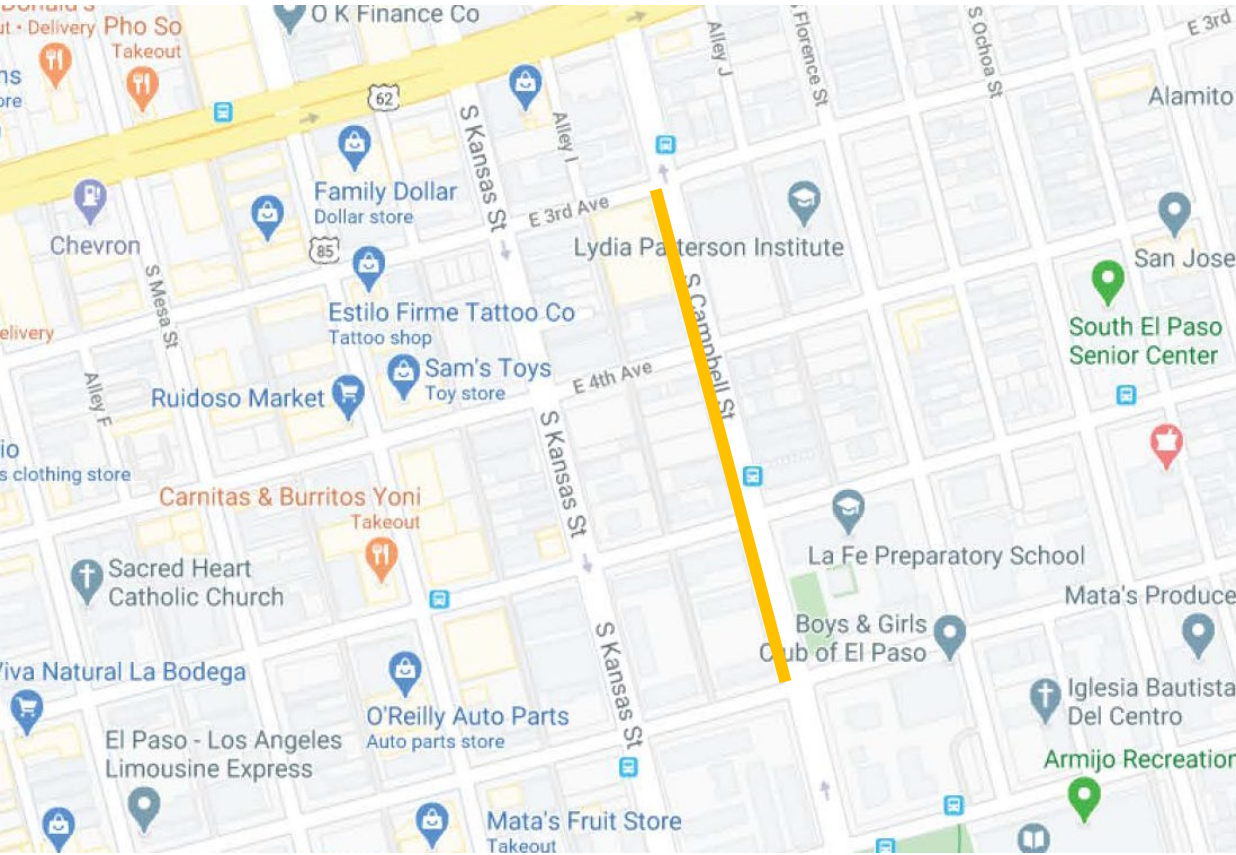 O K Finance Co
ut • Delivery
Pho So
Takeout
62
Alley J
Florence St
S Ochoa St
E 3rd
Alamito
S Kansas St
Alley I
Family Dollar
Dollar store
E 3rd Ave
Chevron
85
Lydia Patterson Institute
San Jose
S Mesa St
Estilo Firme Tattoo Co
Tattoo shop
S Campbell St
South El Paso
Senior Center
elivery
Sam's Toys
Toy store
E 4th Ave
Ruidoso Market
Alley F
S Kansas St
io
s clothing store
Carnitas & Burritos Yoni
Takeout
La Fe Preparatory School
Sacred Heart
Catholic Church
Mata's Produce
Boys & Girls
Club of El Paso
S Kansas St
Viva Natural La Bodega
Iglesia Bautista
Del Centro
O'Reilly Auto Parts
Auto parts store
El Paso - Los Angeles
Limousine Express
Armijo Recreation
Mata's Fruit Store
Takeout